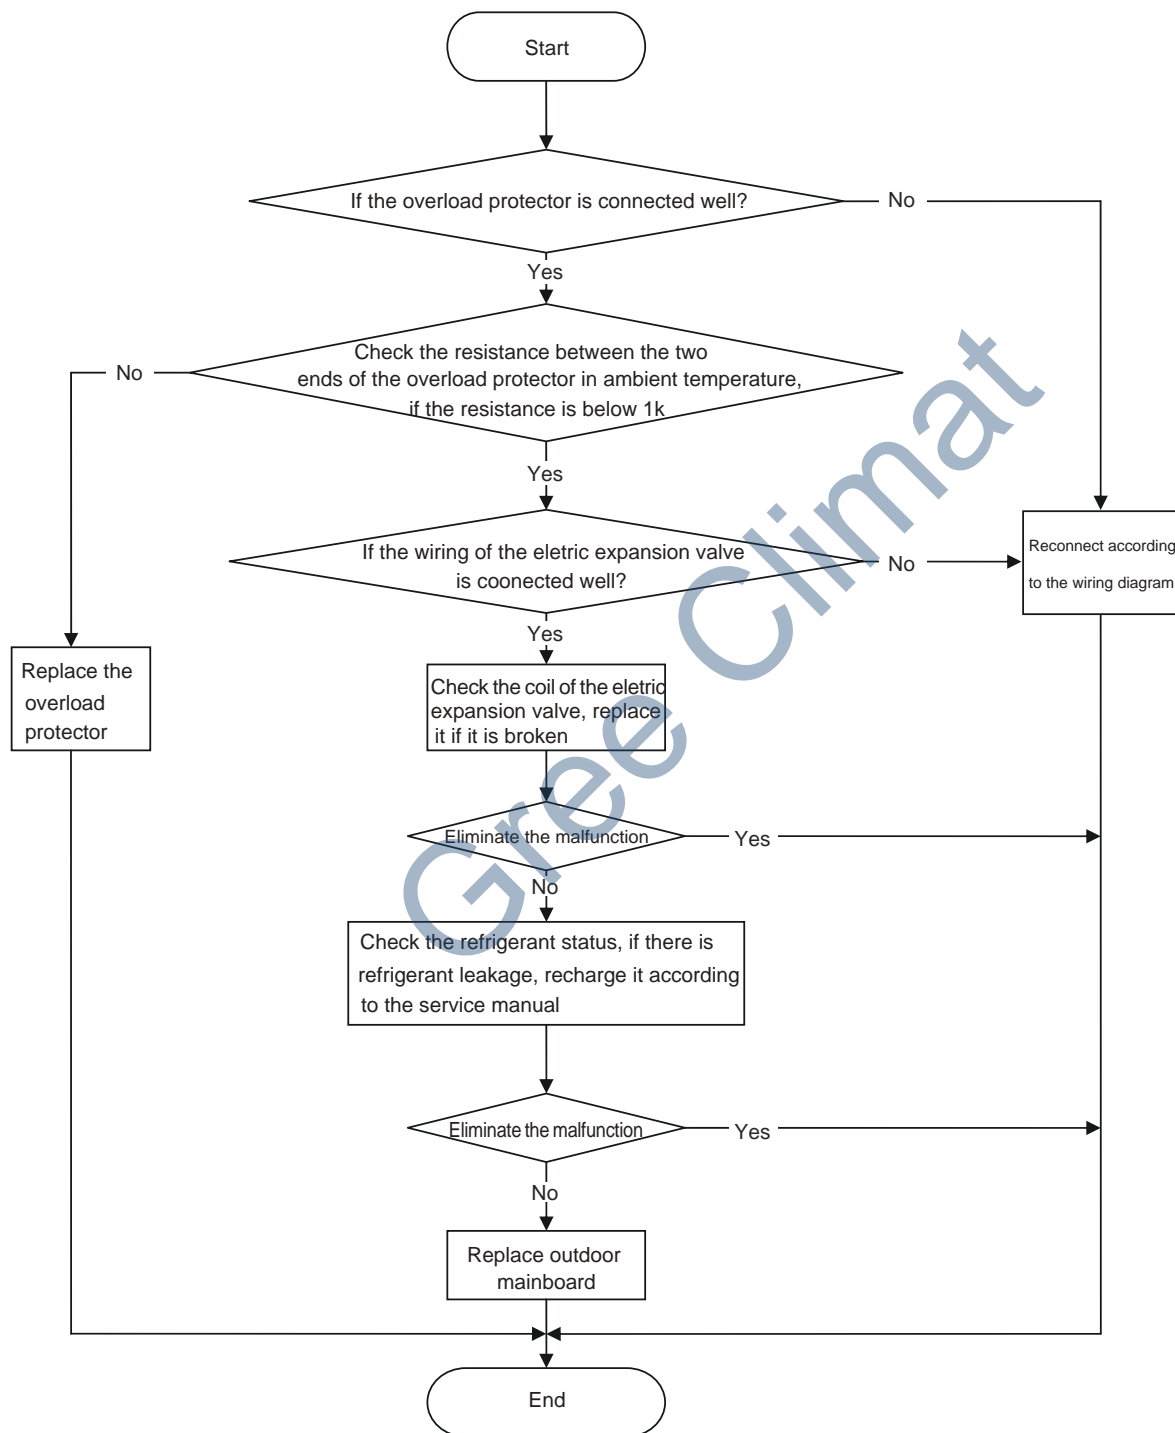 Start
If the overload protector is connected well?
No
Yes
Check the resistance between the two
ends of the overload protector in ambient temperature,
if the resistance is below 1k
No
Yes
If the wiring of the eletric expansion valve
is coonected well?
No
Reconnect according
to the wiring diagram
Yes
Replace the
overload
protector
Check the coil of the eletric
expansion valve, replace
it if it is broken
Eliminate the malfunction
Yes
No
Check the refrigerant status, if there is
refrigerant leakage, recharge it according
to the service manual
Eliminate the malfunction
Yes
No
Replace outdoor
mainboard
End
Gree Climat